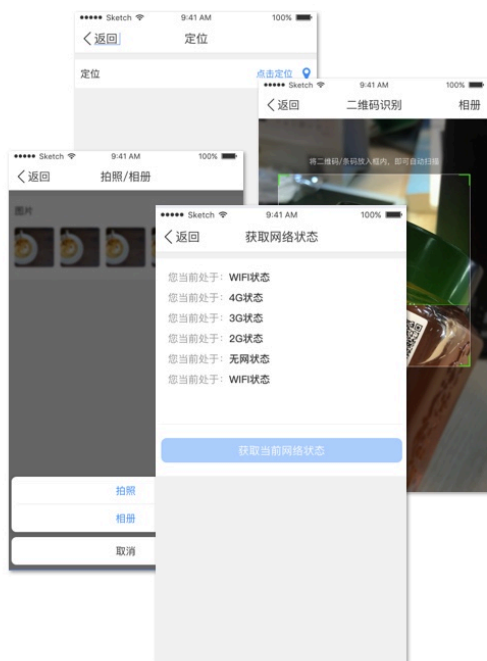 ••••• Sketch 9:41 AM 100%
返回 定位
定位 点击定位
••••• Sketch 9:41 AM 100%
返回 二维码识别 相册
将二维码/条码放入框内，即可自动扫描
••••• Sketch 9:41 AM 100%
返回 拍照/相册
图片
拍照
相册
取消
••••• Sketch 9:41 AM 100%
返回 获取网络状态
您当前处于：WIFI状态
您当前处于：4G状态
您当前处于：3G状态
您当前处于：2G状态
您当前处于：无网状态
您当前处于：WIFI状态
获取当前网络状态